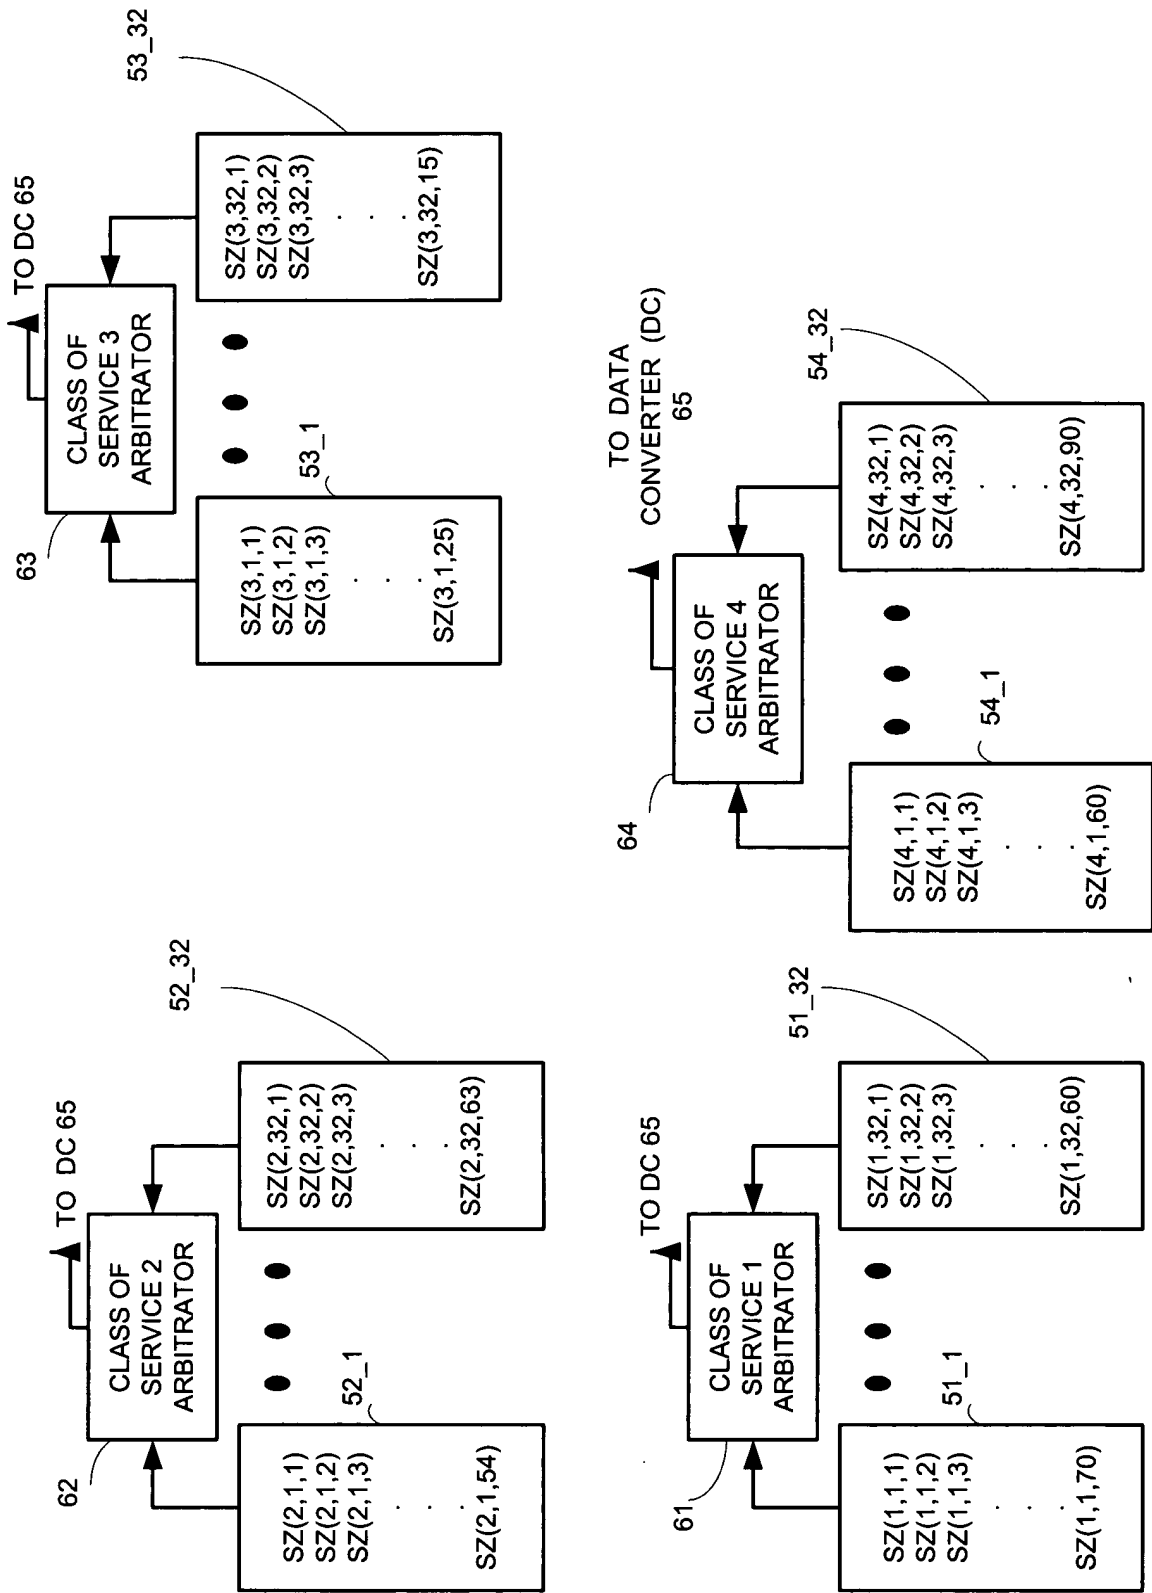 TO DC 65
62
CLASS OF
SERVICE 2
ARBITRATOR
52_1
52_32
SZ(2,1,1)
SZ(2,1,2)
SZ(2,1,3)
. . .
SZ(2,1,54)
SZ(2,32,1)
SZ(2,32,2)
SZ(2,32,3)
. . .
SZ(2,32,63)
TO DC 65
63
CLASS OF
SERVICE 3
ARBITRATOR
53_1
53_32
SZ(3,1,1)
SZ(3,1,2)
SZ(3,1,3)
. . .
SZ(3,1,25)
SZ(3,32,1)
SZ(3,32,2)
SZ(3,32,3)
. . .
SZ(3,32,15)
TO DC 65
61
CLASS OF
SERVICE 1
ARBITRATOR
51_1
51_32
SZ(1,1,1)
SZ(1,1,2)
SZ(1,1,3)
. . .
SZ(1,1,70)
SZ(1,32,1)
SZ(1,32,2)
SZ(1,32,3)
. . .
SZ(1,32,60)
TO DATA
CONVERTER (DC)
65
64
CLASS OF
SERVICE 4
ARBITRATOR
54_1
54_32
SZ(4,1,1)
SZ(4,1,2)
SZ(4,1,3)
. . .
SZ(4,1,60)
SZ(4,32,1)
SZ(4,32,2)
SZ(4,32,3)
. . .
SZ(4,32,90)